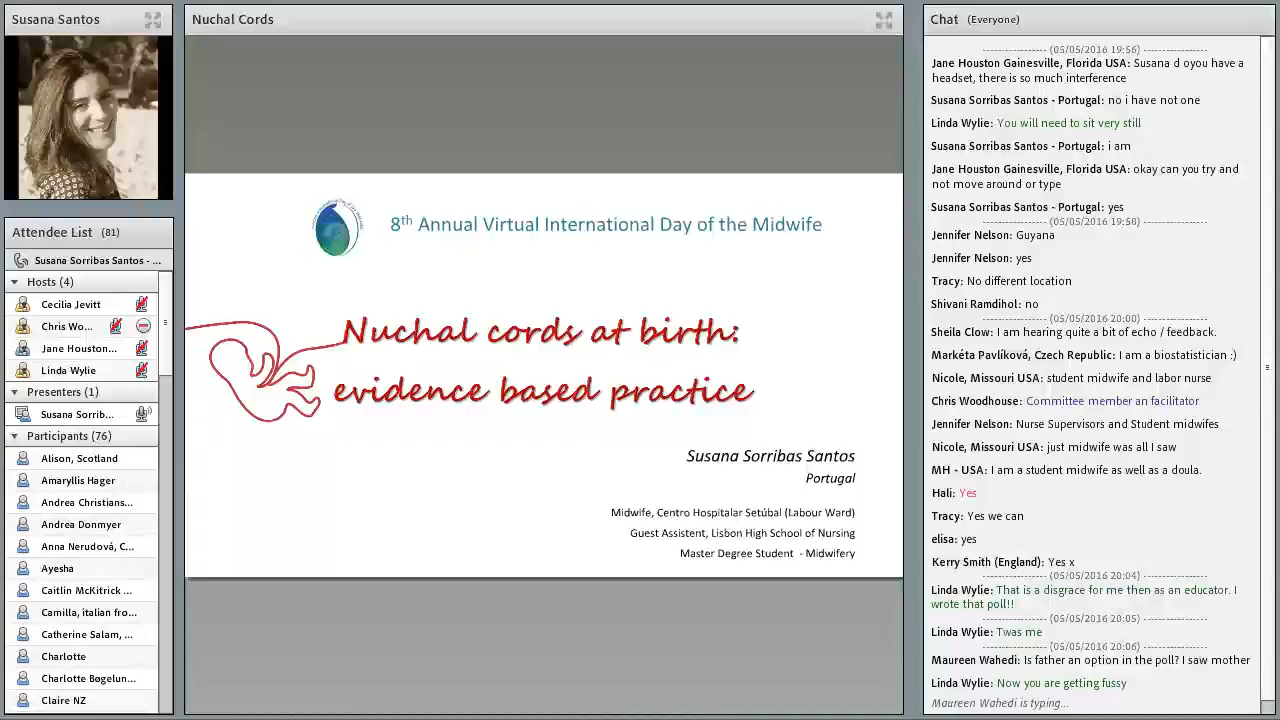 Susana Santos
Attendee List (81)
Susana Sorribas Santos - ...
Hosts (4)
Cecilia Jevitt
Chris Wo...
Jane Houston...
Linda Wylie
Presenters (1)
Susana Sorrib...
Participants (76)
Alison, Scotland
Amaryllis Hager
Andrea Christians...
Andrea Donmyer
Anna Nerudová, C...
Ayesha
Caitlin McKitrick ...
Camilla, italian fro...
Catherine Salam, ...
Charlotte
Charlotte Bøgelun...
Claire NZ
Nuchal Cords
8th Annual Virtual International Day of the Midwife
Nuchal cords at birth:
evidence based practice
Susana Sorribas Santos
Portugal
Midwife, Centro Hospitalar Setúbal (Labour Ward)
Guest Assistent, Lisbon High School of Nursing
Master Degree Student - Midwifery
Chat (Everyone)
------------------ (05/05/2016 19:56) ------------------
Jane Houston Gainesville, Florida USA: Susana d oyou have a
headset, there is so much interference
Susana Sorribas Santos - Portugal: no i have not one
Linda Wylie: You will need to sit very still
Susana Sorribas Santos - Portugal: i am
Jane Houston Gainesville, Florida USA: okay can you try and
not move around or type
Susana Sorribas Santos - Portugal: yes
------------------ (05/05/2016 19:58) ------------------
Jennifer Nelson: Guyana
Jennifer Nelson: yes
Tracy: No different location
Shivani Ramdihol: no
------------------ (05/05/2016 20:00) ------------------
Sheila Clow: I am hearing quite a bit of echo / feedback.
Markéta Pavlíková, Czech Republic: I am a biostatistician :)
Nicole, Missouri USA: student midwife and labor nurse
Chris Woodhouse: Committee member an facilitator
Jennifer Nelson: Nurse Supervisors and Student midwifes
Nicole, Missouri USA: just midwife was all I saw
MH - USA: I am a student midwife as well as a doula.
Hali: Yes
Tracy: Yes we can
elisa: yes
Kerry Smith (England): Yes x
------------------ (05/05/2016 20:04) ------------------
Linda Wylie: That is a disgrace for me then as an educator. I
wrote that poll!!
------------------ (05/05/2016 20:05) ------------------
Linda Wylie: Twas me
------------------ (05/05/2016 20:06) ------------------
Maureen Wahedi: Is father an option in the poll? I saw mother
Linda Wylie: Now you are getting fussy
Maureen Wahedi is typing...